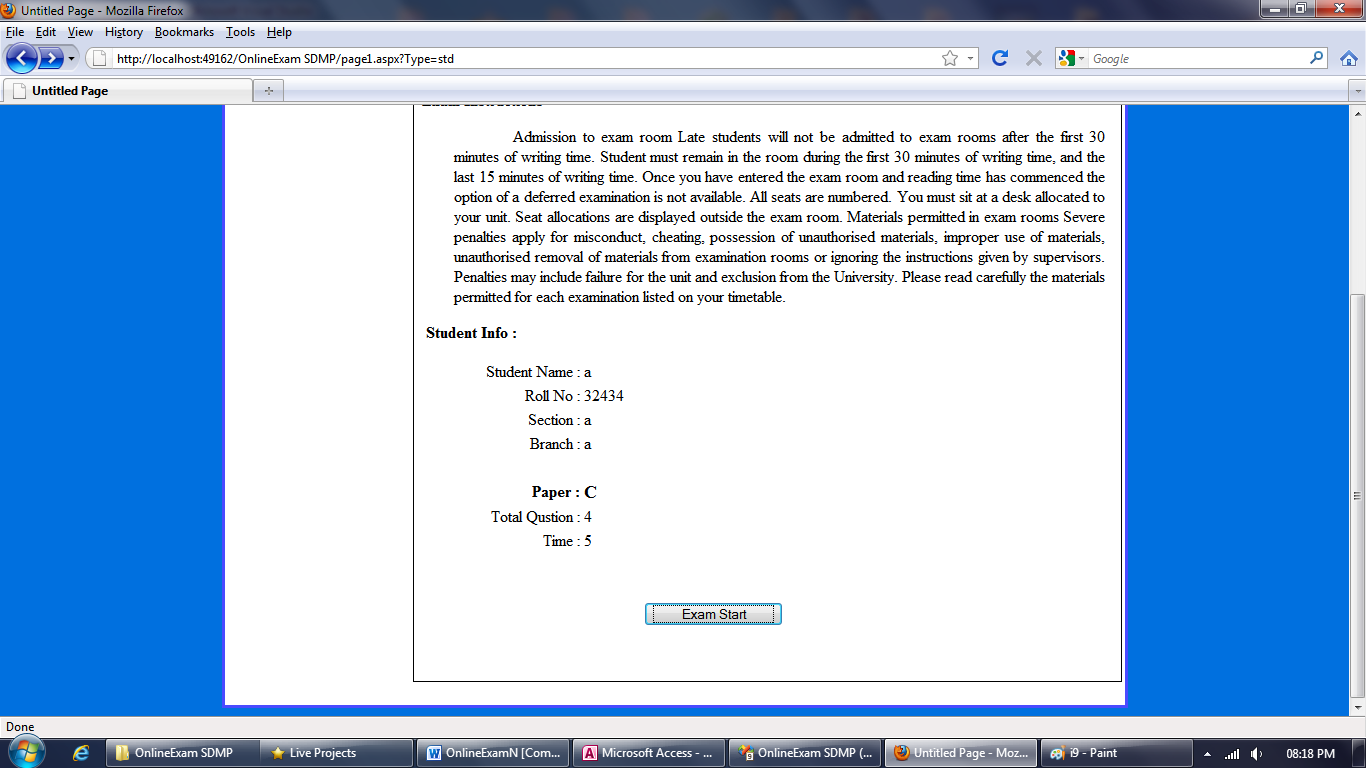 Untitled Page - Mozilla Firefox
File Edit View History Bookmarks Tools Help
http://localhost:49162/OnlineExam SDMP/page1.aspx?Type=std
Google
Untitled Page
Admission to exam room Late students will not be admitted to exam rooms after the first 30
minutes of writing time. Student must remain in the room during the first 30 minutes of writing time, and the
last 15 minutes of writing time. Once you have entered the exam room and reading time has commenced the
option of a deferred examination is not available. All seats are numbered. You must sit at a desk allocated to
your unit. Seat allocations are displayed outside the exam room. Materials permitted in exam rooms Severe
penalties apply for misconduct, cheating, possession of unauthorised materials, improper use of materials,
unauthorised removal of materials from examination rooms or ignoring the instructions given by supervisors.
Penalties may include failure for the unit and exclusion from the University. Please read carefully the materials
permitted for each examination listed on your timetable.
Student Info :
Student Name : a
Roll No : 32434
Section : a
Branch : a
Paper : C
Total Qustion : 4
Time : 5
Exam Start
Done
OnlineExam SDMP
Live Projects
OnlineExamN [Com...
Microsoft Access - ...
OnlineExam SDMP (...
Untitled Page - Moz...
i9 - Paint
08:18 PM